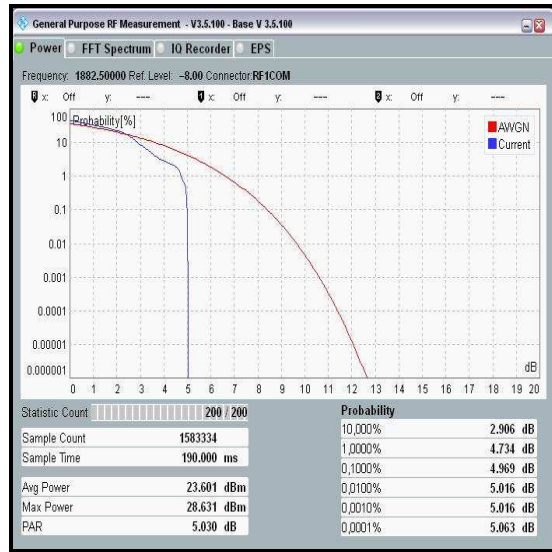 General Purpose RF Measurement - V3.5.100 - Base V 3.5.100
Power FFT Spectrum IQ Recorder EPS
Frequency: 1882.50000 Ref. Level: -8.00 Connector:RF1COM
x: Off y: --- x: Off y: --- x: Off y: ---
Probability[%]
AWGN
Current
100
10
1
0.1
0.01
0.001
0.0001
0.00001
0.000001
dB
0 1 2 3 4 5 6 7 8 9 10 11 12 13 14 15 16 17 18 19 20
Statistic Count 200 / 200
Sample Count 1583334
Sample Time 190.000 ms
Avg Power 23.601 dBm
Max Power 28.631 dBm
PAR 5.030 dB
Probability
10,000% 2.906 dB
1,0000% 4.734 dB
0,1000% 4.969 dB
0,0100% 5.016 dB
0,0010% 5.016 dB
0,0001% 5.063 dB